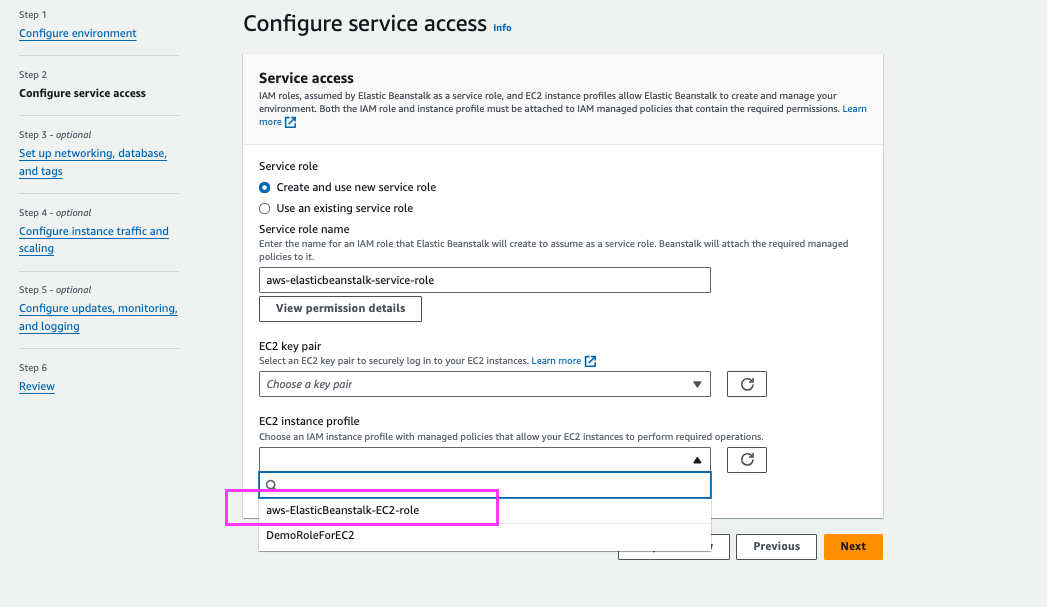 Step 1
Configure environment
Step 2
Configure service access
Step 3 - optional
Set up networking, database,
and tags
Step 4 - optional
Configure instance traffic and
scaling
Step 5 - optional
Configure updates, monitoring,
and logging
Step 6
Review
Configure service access Info
Service access
IAM roles, assumed by Elastic Beanstalk as a service role, and EC2 instance profiles allow Elastic Beanstalk to create and manage your
environment. Both the IAM role and instance profile must be attached to IAM managed policies that contain the required permissions. Learn
more
Service role
Create and use new service role
Use an existing service role
Service role name
Enter the name for an IAM role that Elastic Beanstalk will create to assume as a service role. Beanstalk will attach the required managed
policies to it.
aws-elasticbeanstalk-service-role
View permission details
EC2 key pair
Select an EC2 key pair to securely log in to your EC2 instances. Learn more
Choose a key pair
EC2 instance profile
Choose an IAM instance profile with managed policies that allow your EC2 instances to perform required operations.
aws-ElasticBeanstalk-EC2-role
DemoRoleForEC2
Previous
Next